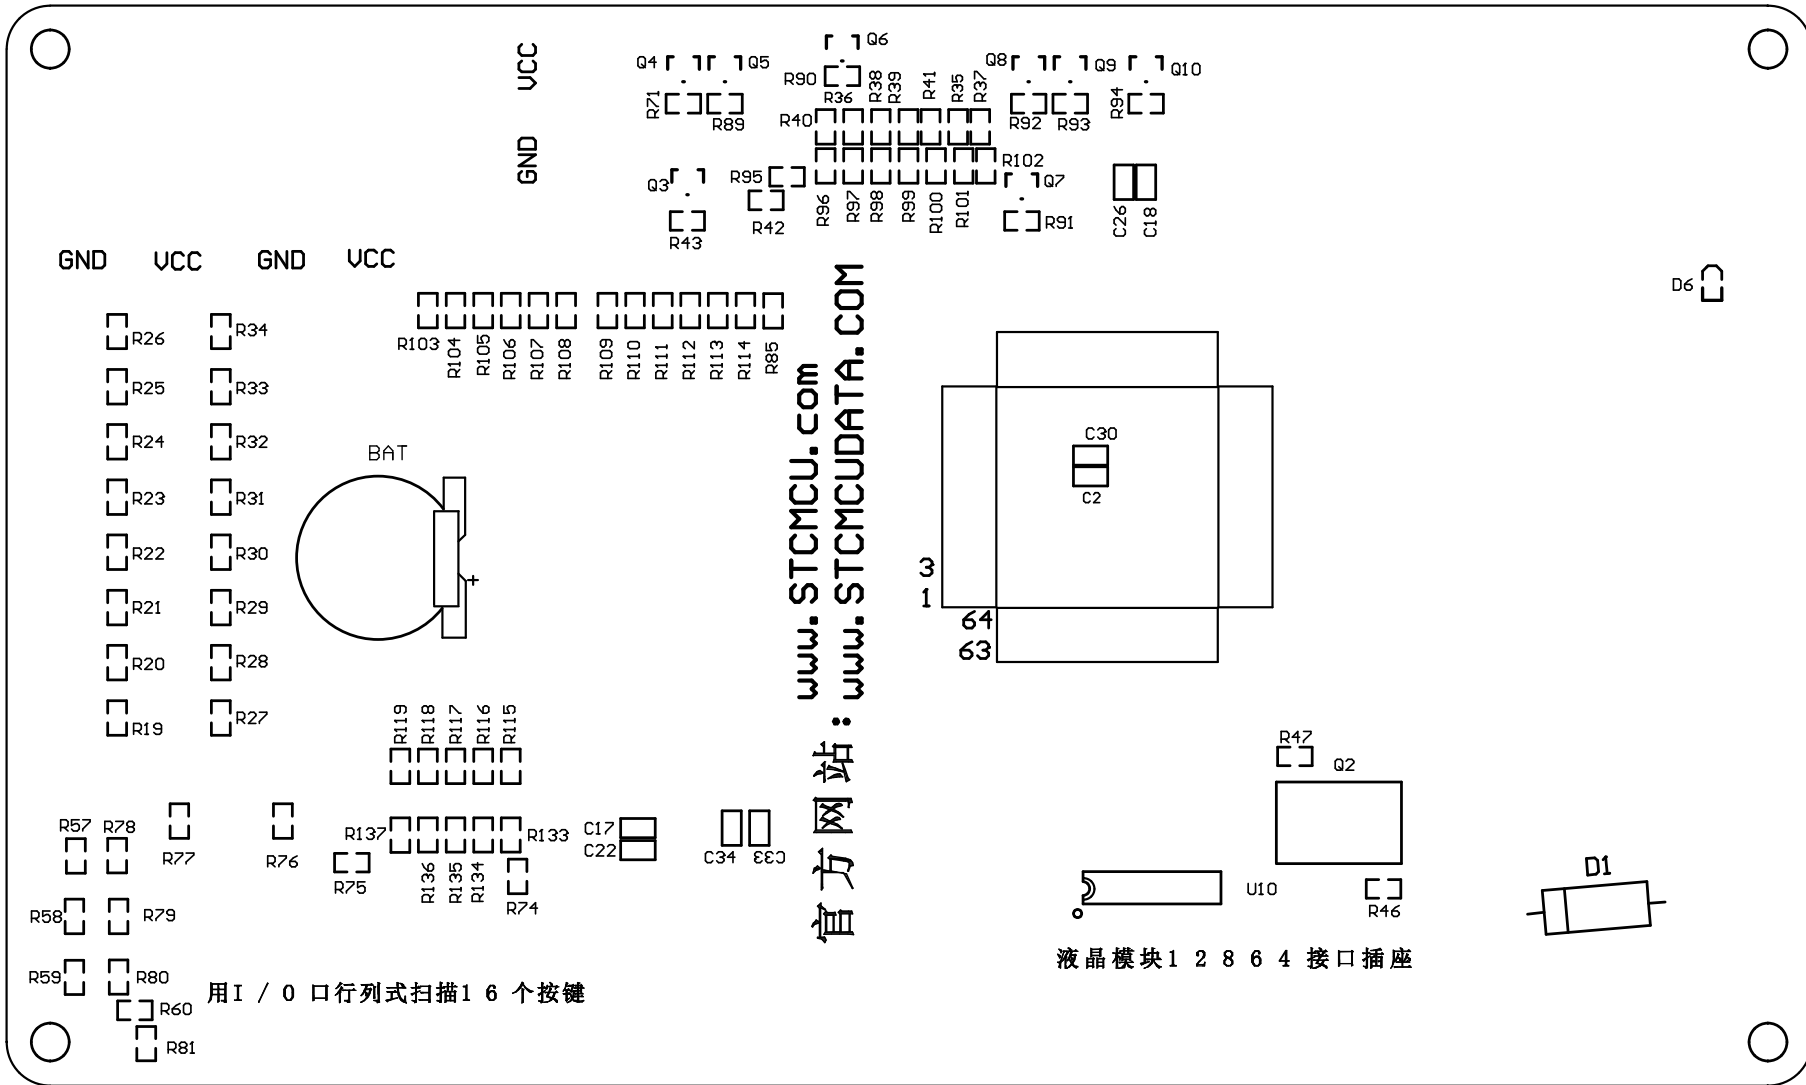 Q6
Q4
Q5
Q8
Q9
Q10
VCC
R90
R38
R39
R41
R35
R37
R71
R36
R94
R89
R40
R92
R93
GND
R102
Q3
R95
Q7
R42
R96
R97
R98
R99
R100
R101
R91
C26
C18
R43
GND
VCC
GND
VCC
D6
R26
R34
R103
R104
R105
R106
R107
R108
R109
R110
R111
R112
R113
R114
R85
R25
R33
R24
R32
BAT
C30
R23
R31
C2
R22
R30
+
3
R21
R29
1
64
R20
R28
63
R19
R27
官方网站:www.STCMCU.com
www.STCMCUDATA.COM
R119
R118
R117
R116
R115
R47
Q2
R57
R78
R77
R76
R137
R133
C17
C22
C34
C33
R75
R136
R135
R134
R74
U10
R46
D1
R58
R79
液晶模块12864 接口插座
R59
R80
用I/O 口行列式扫描16 个按键
R60
R81